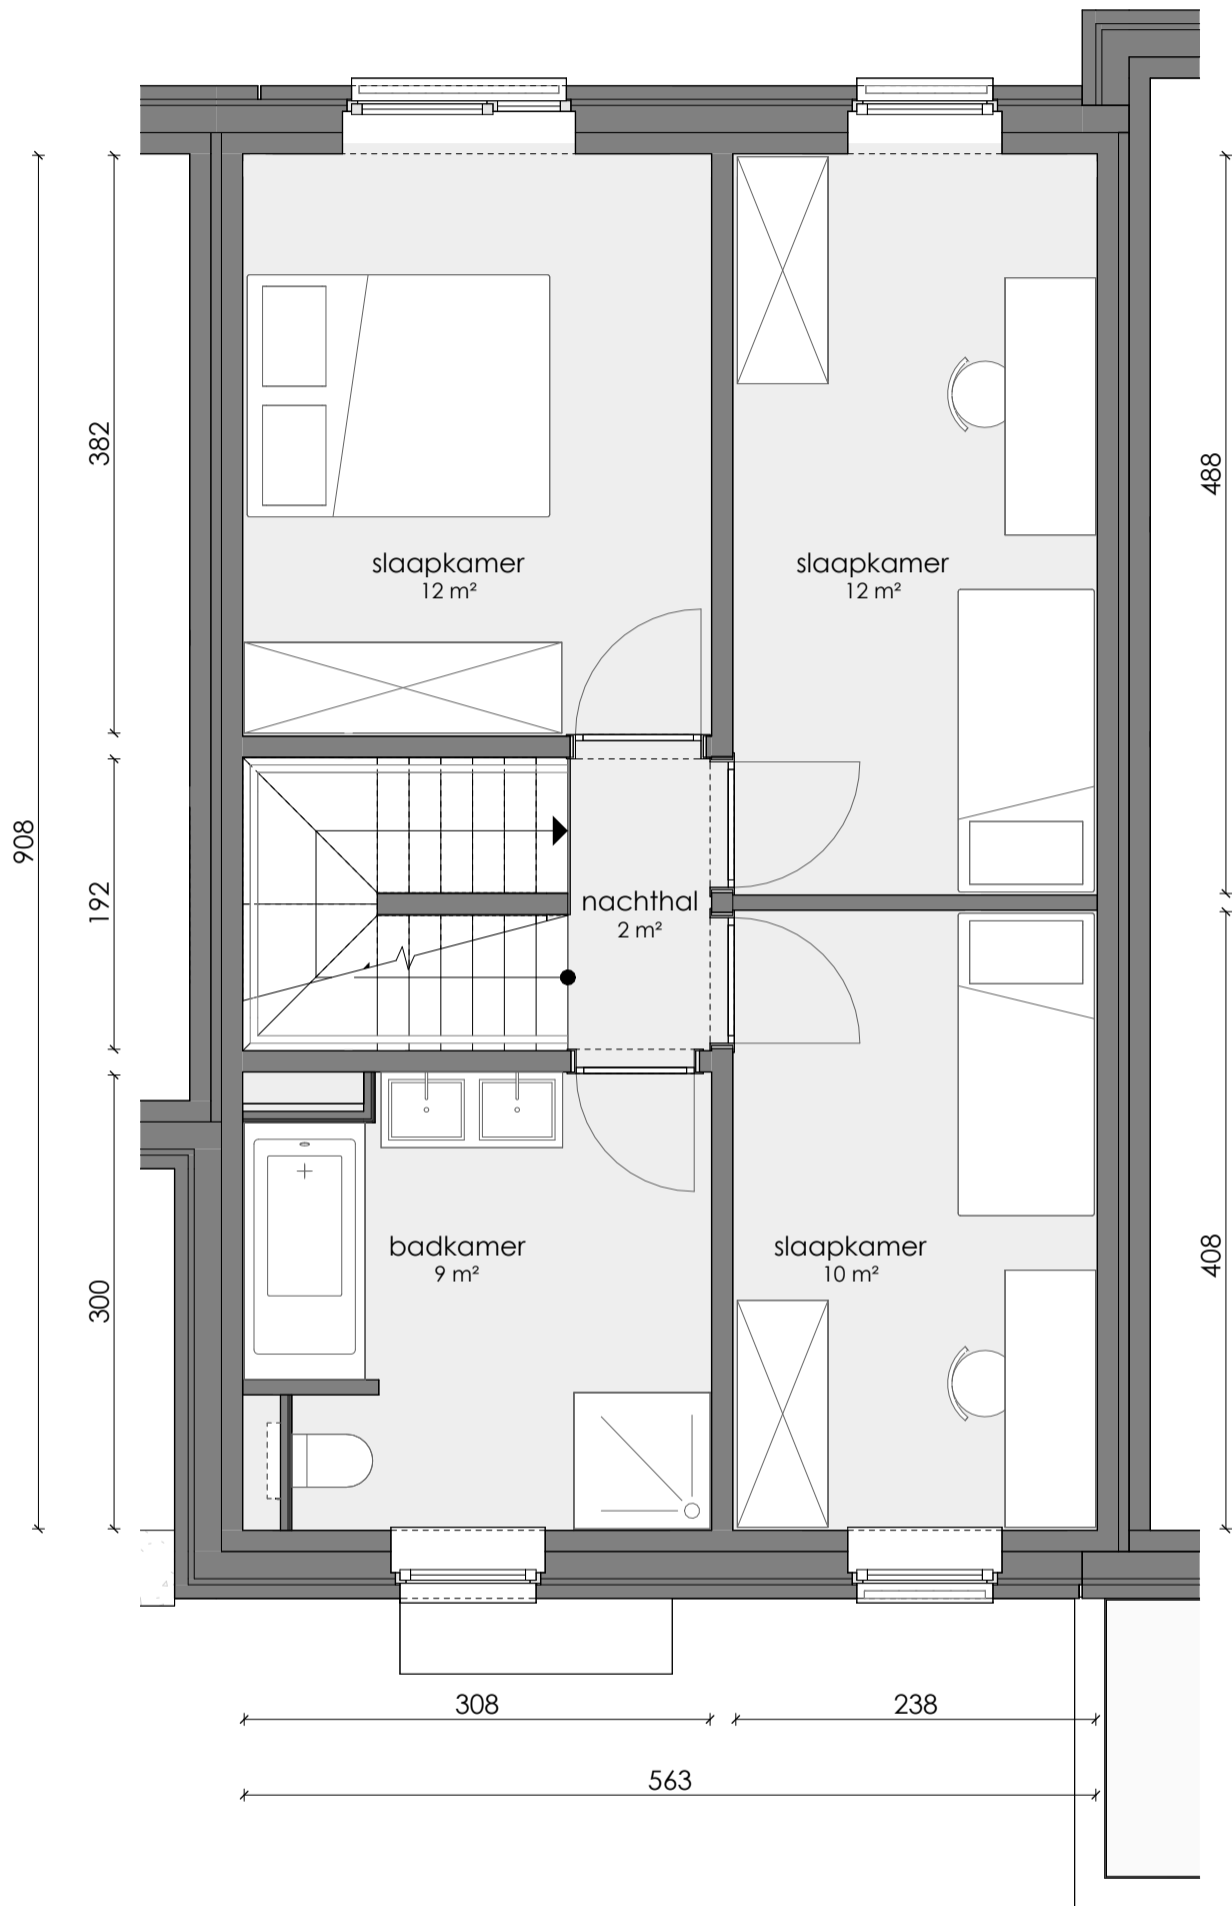 382
488
slaapkamer
12 m²
slaapkamer
12 m²
908
192
nachthal
2 m²
badkamer
9 m²
slaapkamer
10 m²
300
408
308
238
563